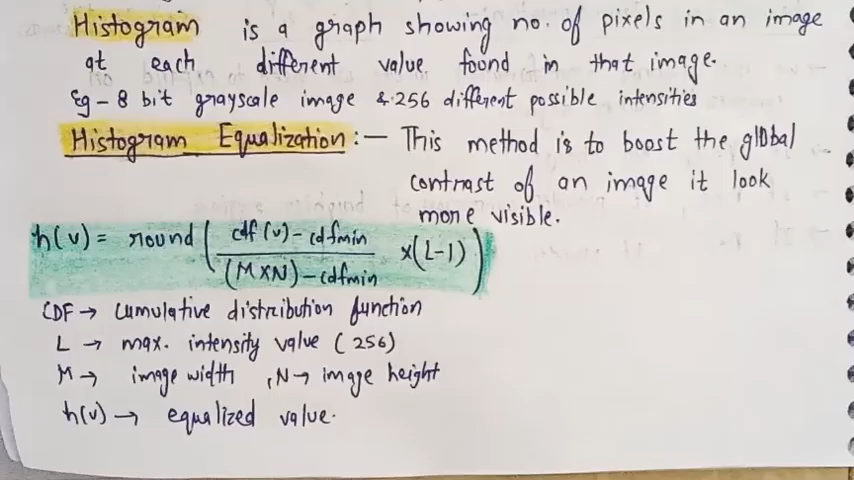 Histogram is a graph showing no. of pixels in an image
at each different value found in that image.
Eg - 8 bit grayscale image & 256 different possible intensities
Histogram Equalization :— This method is to boost the global
contrast of an image it look
more visible.
h(v) = round ( cdf(v) - cdfmin / (M×N) - cdfmin ×(L-1) )
CDF → cumulative distribution function
L → max. intensity value (256)
M → image width , N → image height
h(v) → equalized value.